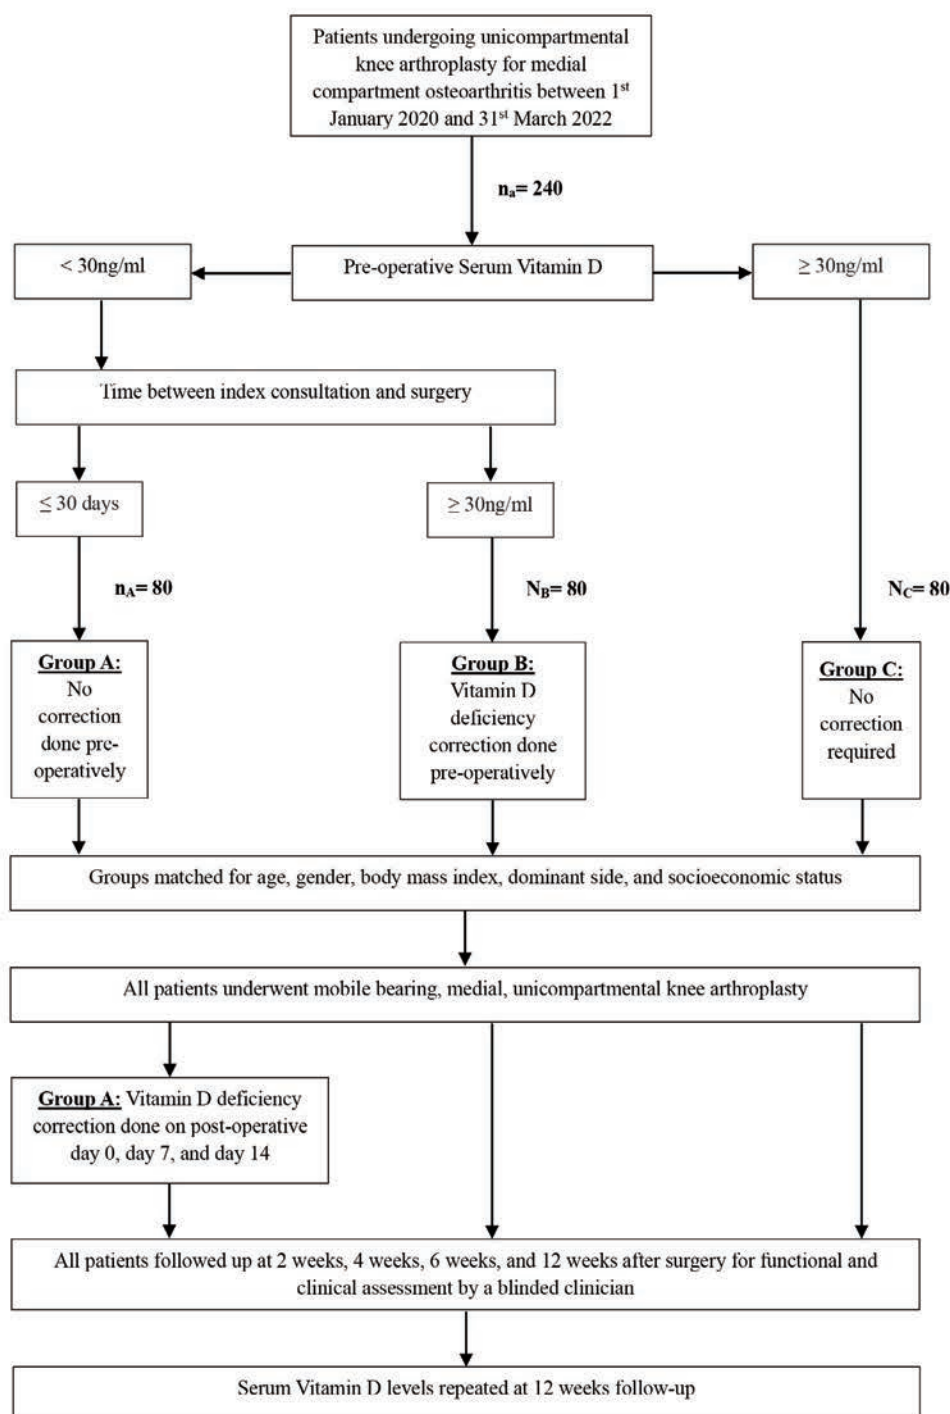 Patients undergoing unicompartmental
knee arthroplasty for medial
compartment osteoarthritis between 1st
January 2020 and 31st March 2022
na= 240
< 30ng/ml
Pre-operative Serum Vitamin D
≥ 30ng/ml
Time between index consultation and surgery
≤ 30 days
≥ 30ng/ml
nA= 80
NB= 80
NC= 80
Group A:
No
correction
done pre-
operatively
Group B:
Vitamin D
deficiency
correction done
pre-operatively
Group C:
No
correction
required
Groups matched for age, gender, body mass index, dominant side, and socioeconomic status
All patients underwent mobile bearing, medial, unicompartmental knee arthroplasty
Group A: Vitamin D deficiency
correction done on post-operative
day 0, day 7, and day 14
All patients followed up at 2 weeks, 4 weeks, 6 weeks, and 12 weeks after surgery for functional and
clinical assessment by a blinded clinician
Serum Vitamin D levels repeated at 12 weeks follow-up